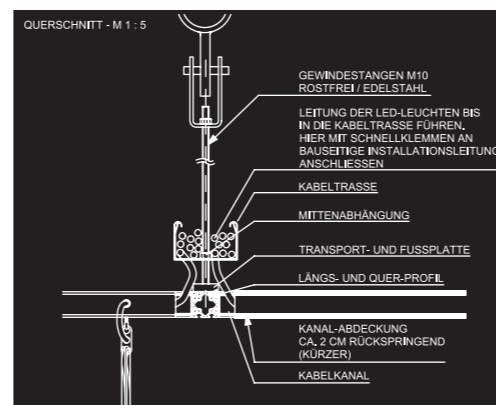 QUERSCHNITT - M 1 : 5
GEWINDESTANGEN M10
ROSTFREI / EDELSTAHL
LEITUNG DER LED-LEUCHTEN BIS
IN DIE KABELTRASSE FÜHREN.
HIER MIT SCHNELLKLEMMEN AN
BAUSEITIGE INSTALLATIONSLEITUNG
ANSCHLIESSEN
KABELTRASSE
MITTENABHÄNGUNG
TRANSPORT- UND FUSSPLATTE
LÄNGS- UND QUER-PROFIL
KANAL-ABDECKUNG
CA. 2 CM RÜCKSPRINGEND
(KÜRZER)
KABELKANAL